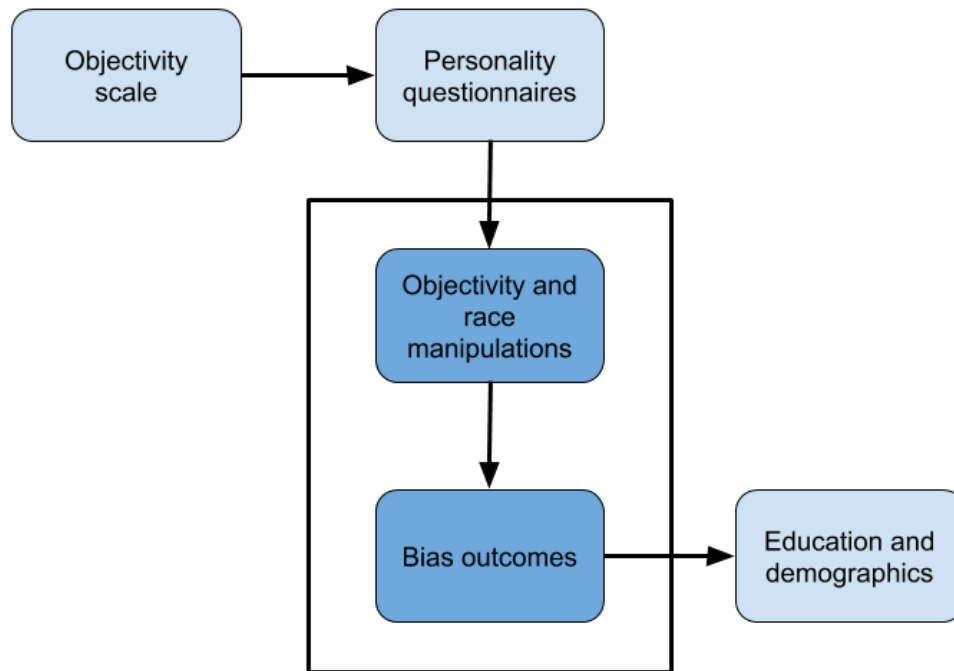 Objectivity
scale
Personality
questionnaires
Objectivity and
race
manipulations
Bias outcomes
Education and
demographics